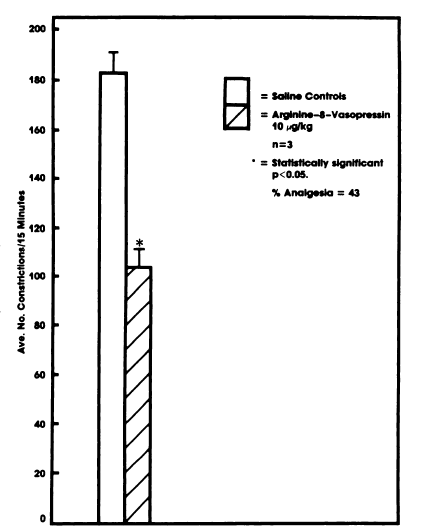 200
180
160
140
120
100
80
60
40
20
0
Ave. No. Constrictions/15 Minutes
*
= Saline Controls
= Arginine-8-Vasopressin
10 µg/kg
n=3
* = Statistically significant
p<0.05.
% Analgesia = 43